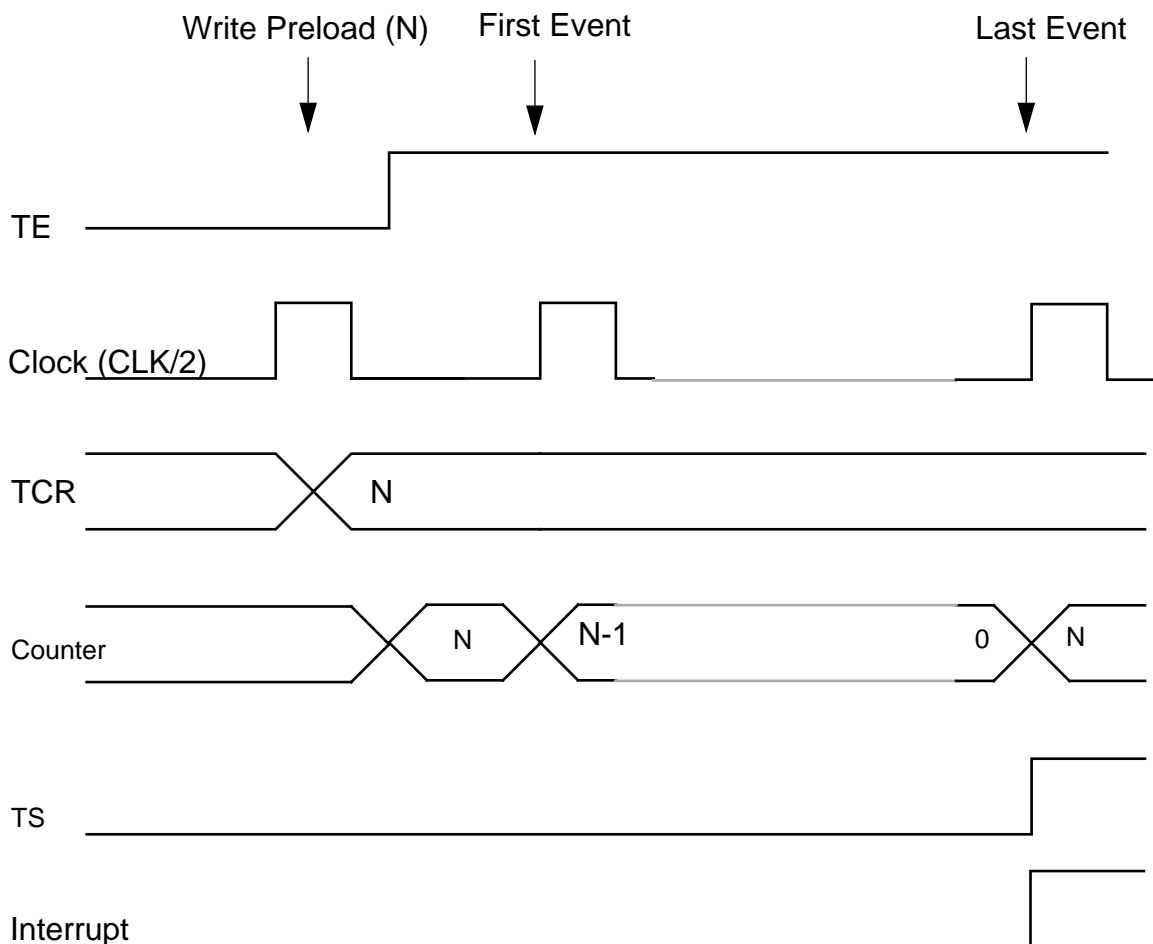 Write Preload (N) First Event Last Event
TE
Clock (CLK/2)
TCR N
Counter N N-1 0 N
TS
Interrupt